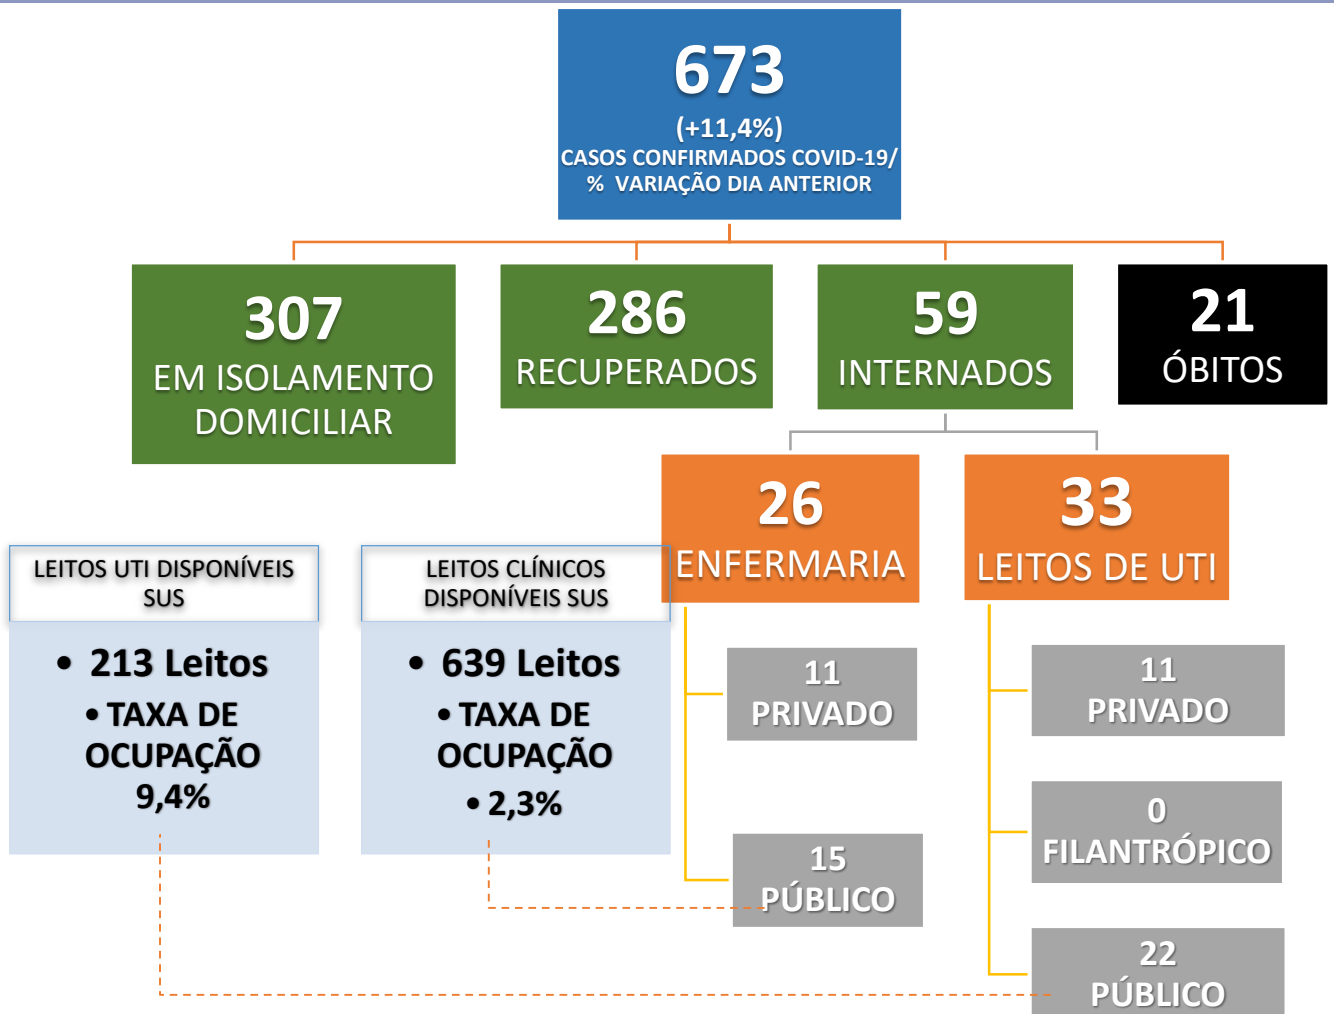 673
(+11,4%)
CASOS CONFIRMADOS COVID-19/
% VARIAÇÃO DIA ANTERIOR
307
EM ISOLAMENTO
DOMICILIAR
286
RECUPERADOS
59
INTERNADOS
21
ÓBITOS
26
ENFERMARIA
33
LEITOS DE UTI
LEITOS UTI DISPONÍVEIS
SUS
• 213 Leitos
• TAXA DE
OCUPAÇÃO
9,4%
LEITOS CLÍNICOS
DISPONÍVEIS SUS
• 639 Leitos
• TAXA DE
OCUPAÇÃO
• 2,3%
11
PRIVADO
15
PÚBLICO
11
PRIVADO
0
FILANTRÓPICO
22
PÚBLICO